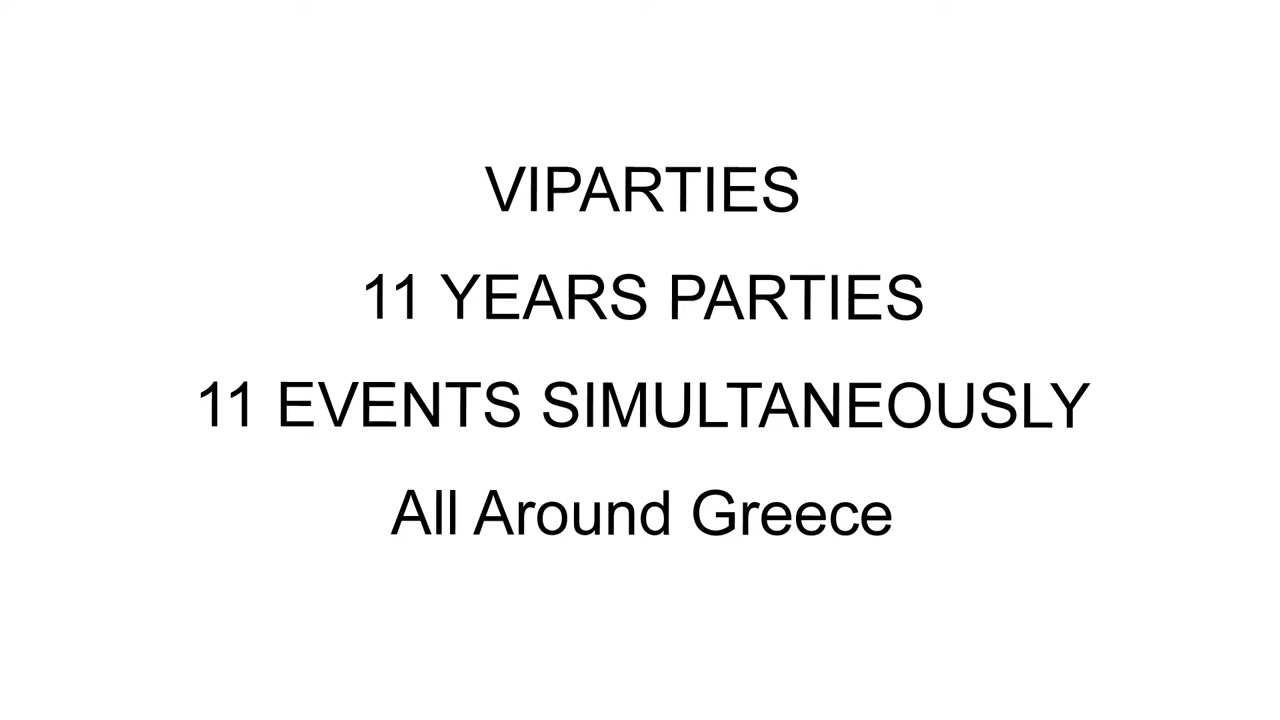 VIPARTIES
11 YEARS PARTIES
11 EVENTS SIMULTANEOUSLY
All Around Greece